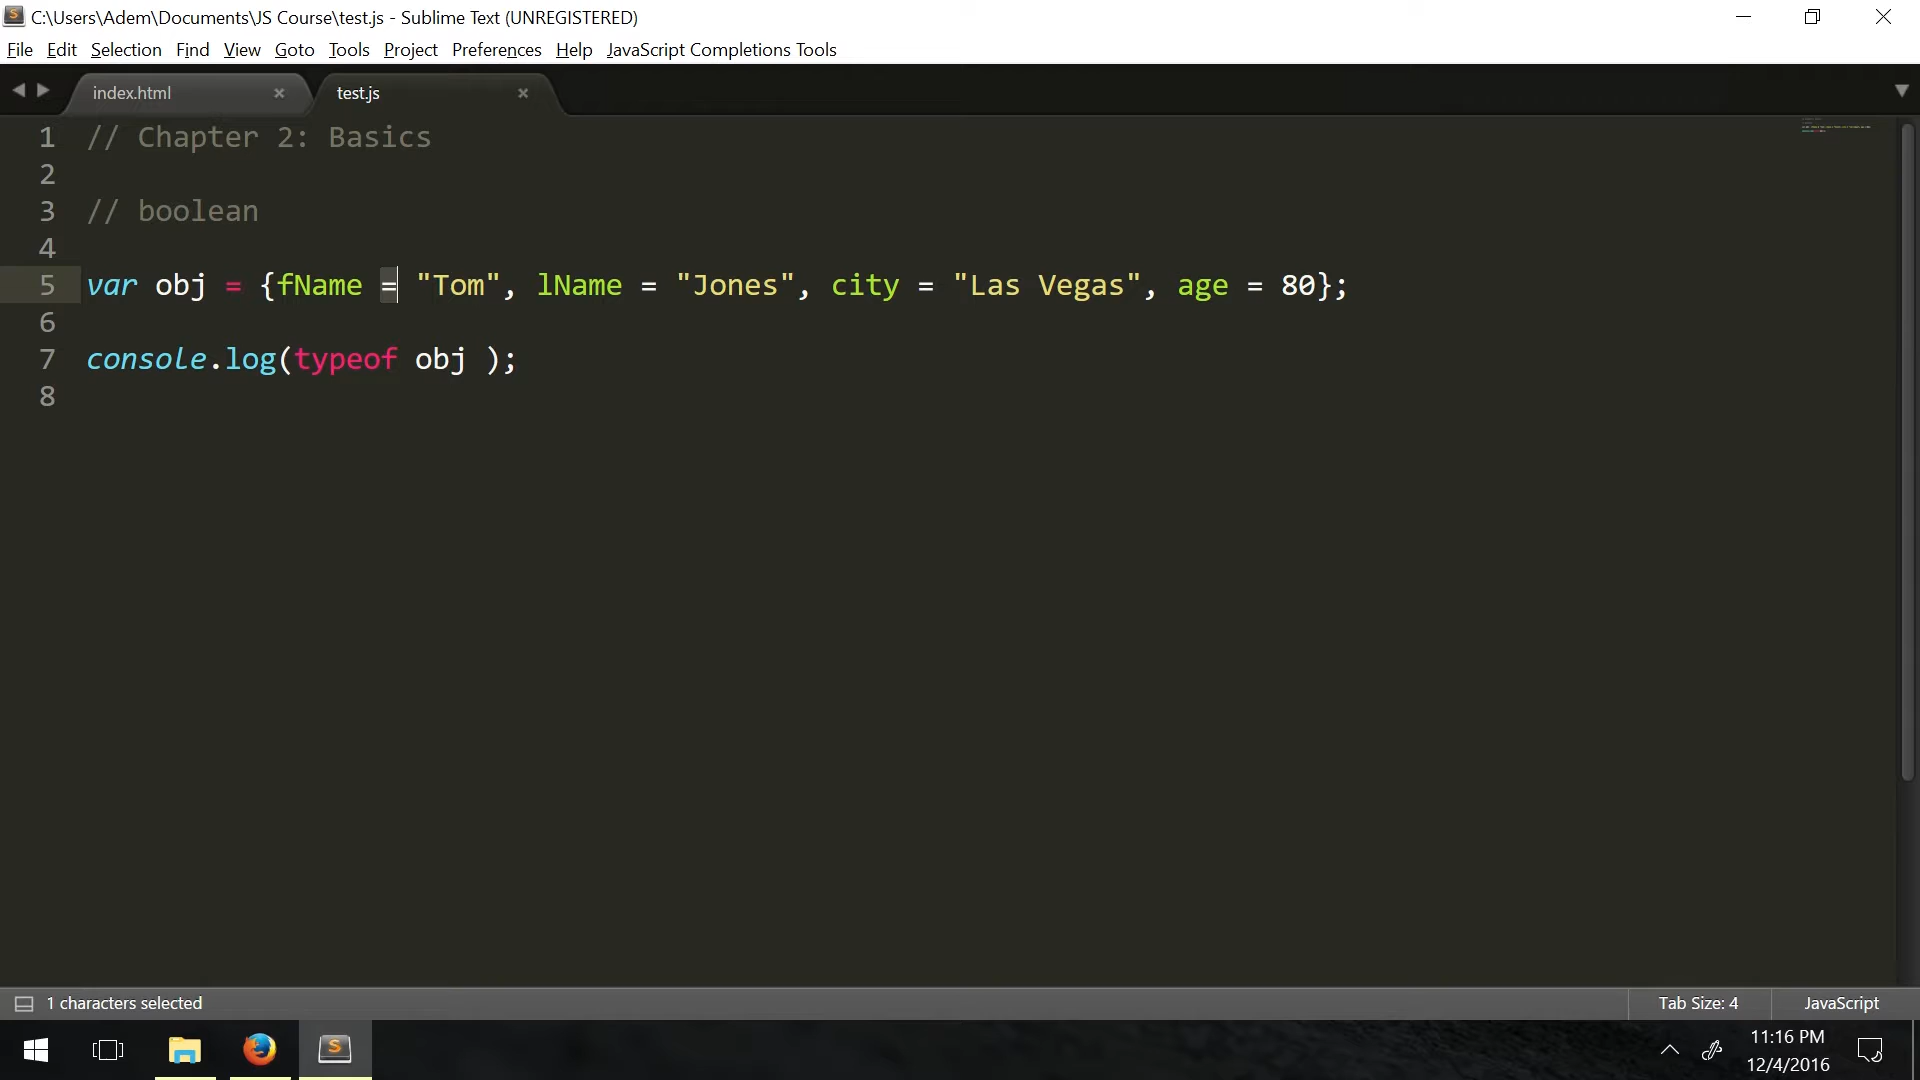 C:\Users\Adem\Documents\JS Course\test.js - Sublime Text (UNREGISTERED)
File Edit Selection Find View Goto Tools Project Preferences Help JavaScript Completions Tools
index.html × test.js ×
1 // Chapter 2: Basics
2
3 // boolean
4
5 var obj = {fName = "Tom", lName = "Jones", city = "Las Vegas", age = 80};
6
7 console.log(typeof obj );
8
1 characters selected Tab Size: 4 JavaScript
11:16 PM
12/4/2016